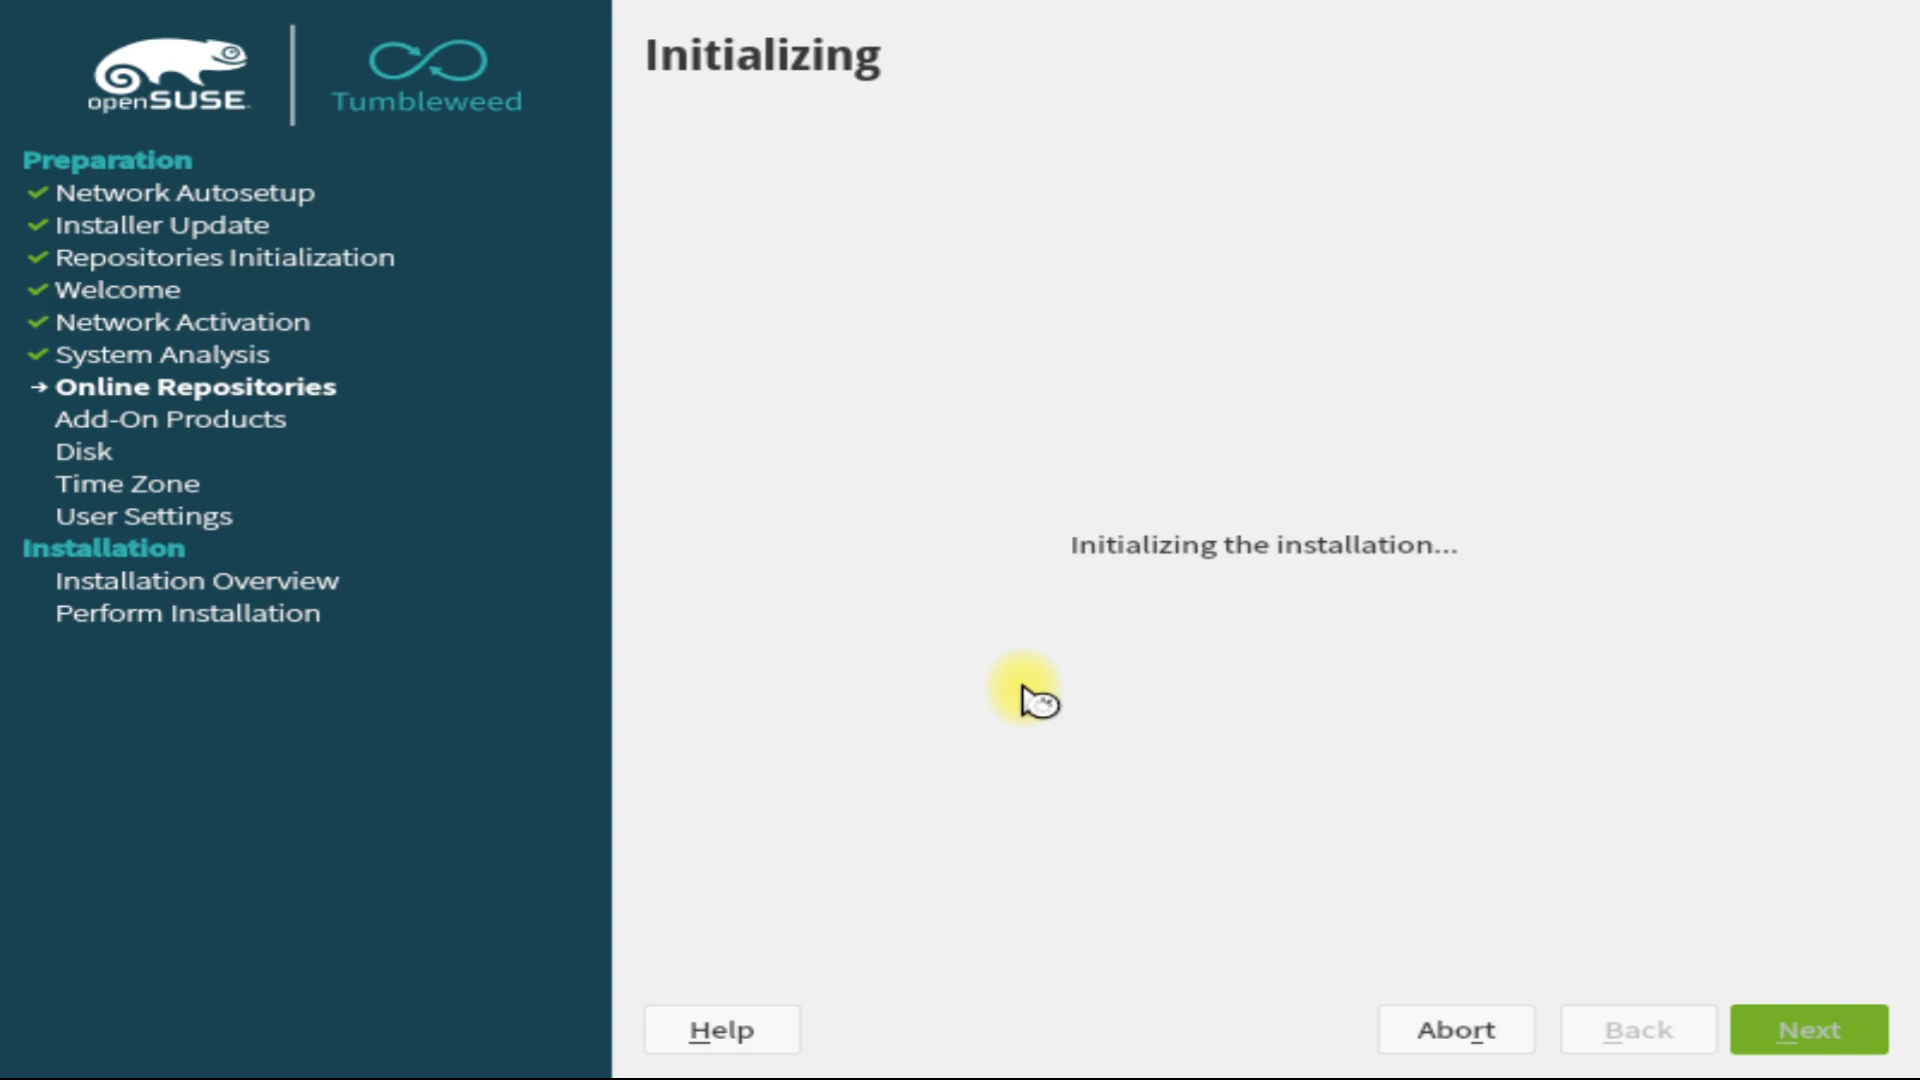 openSUSE.
Tumbleweed
Preparation
Network Autosetup
Installer Update
Repositories Initialization
Welcome
Network Activation
System Analysis
Online Repositories
Add-On Products
Disk
Time Zone
User Settings
Installation
Installation Overview
Perform Installation
Initializing
Initializing the installation...
Help
Abort
Back
Next